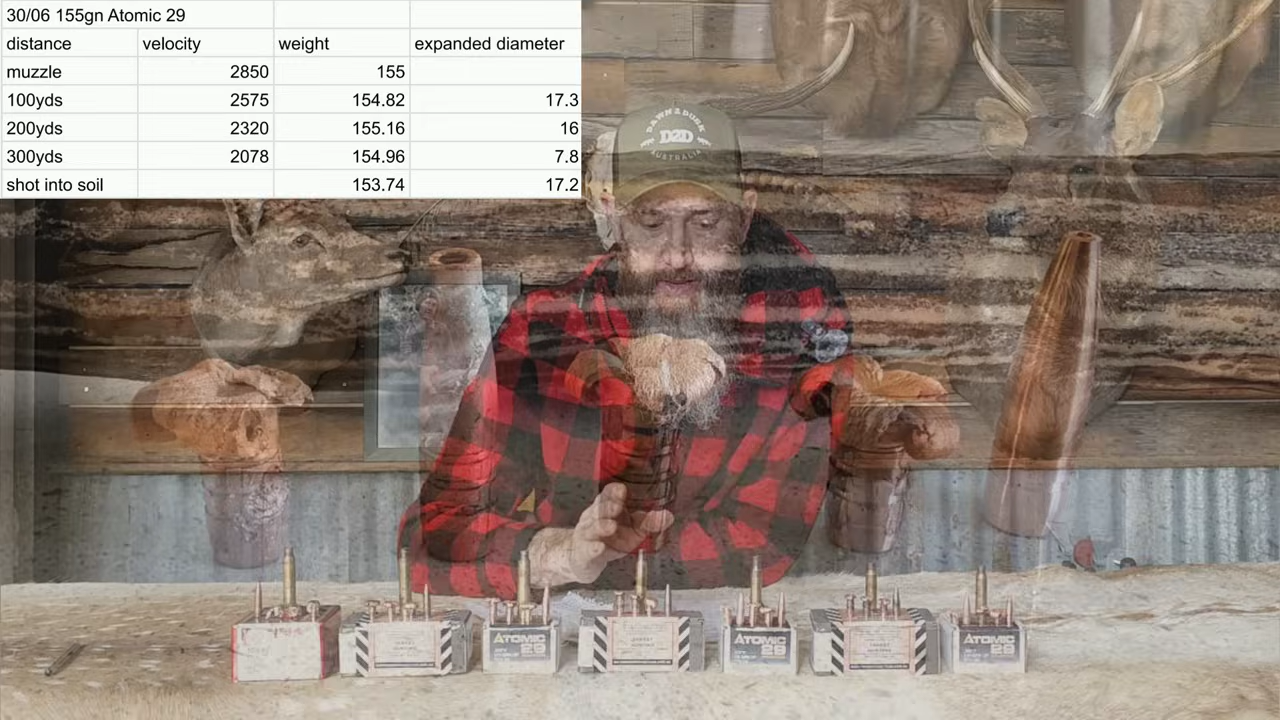 30/06 155gn Atomic 29
distance velocity weight expanded diameter
muzzle 2850 155
100yds 2575 154.82 17.3
200yds 2320 155.16 16
300yds 2078 154.96 7.8
shot into soil 153.74 17.2
DAWN & DUSK
D&D
AUSTRALIA
ATOMIC
29
ATOMIC
29
ATOMIC
29